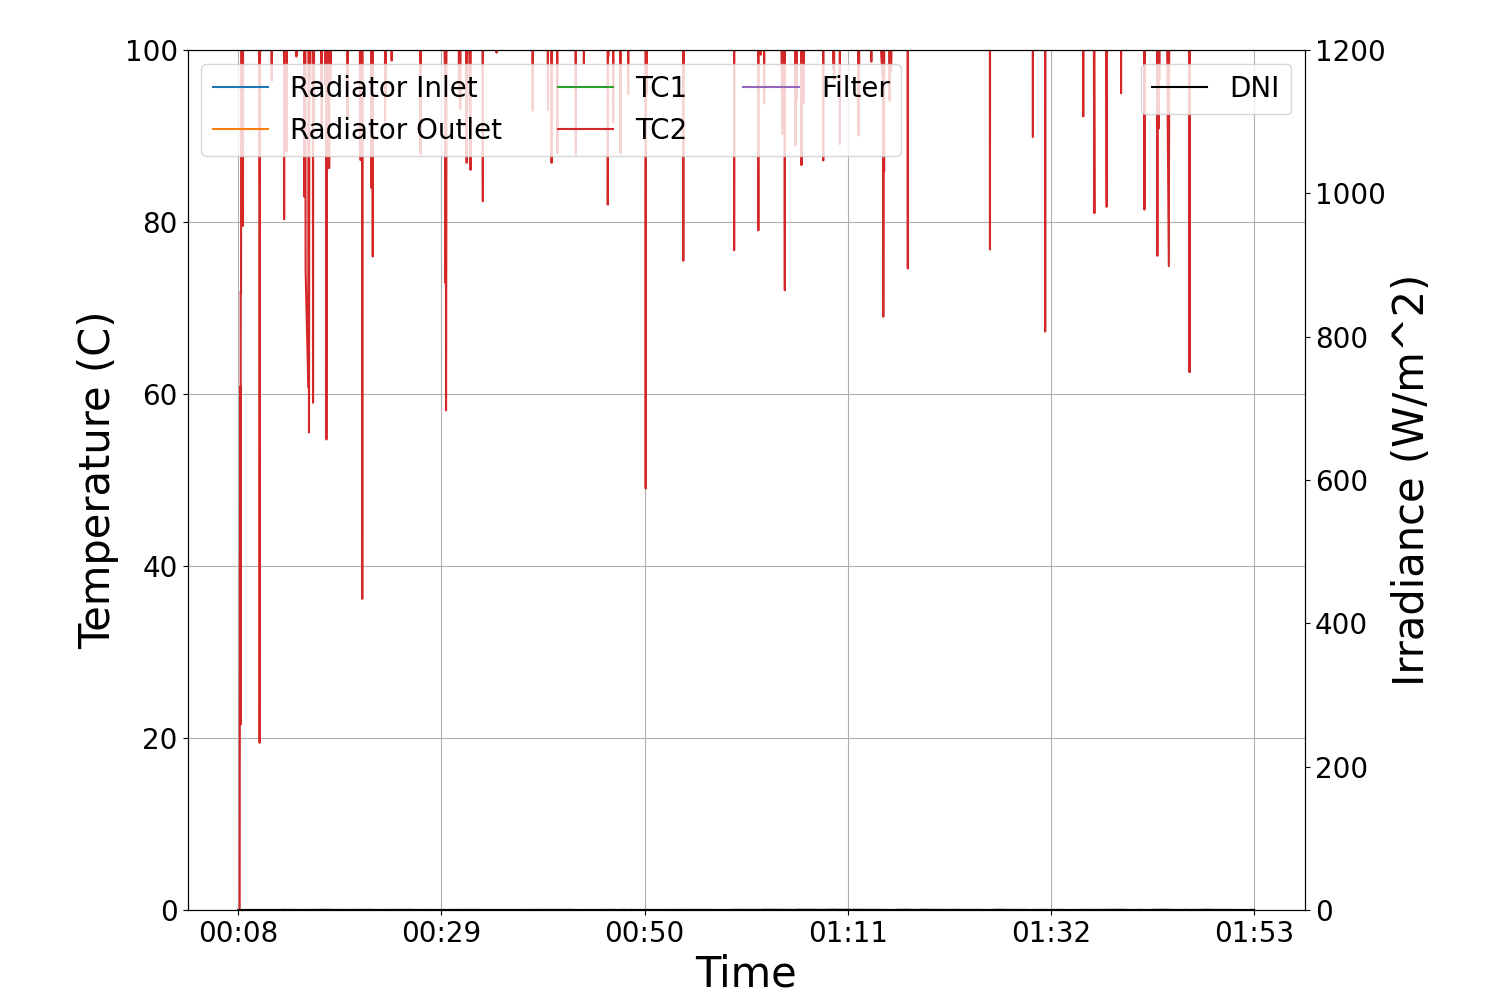 100
80
60
40
20
0
Temperature (C)
Radiator Inlet
Radiator Outlet
TC1
TC2
Filter
DNI
1200
1000
800
600
400
200
0
Irradiance (W/m^2)
00:08 00:29 00:50 01:11 01:32 01:53
Time